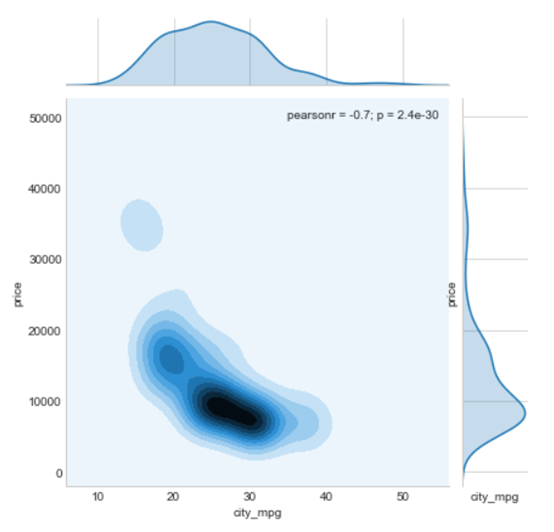 pearsonr = -0.7; p = 2.4e-30
50000
40000
30000
20000
10000
0
price
price
10 20 30 40 50
city_mpg
city_mpg